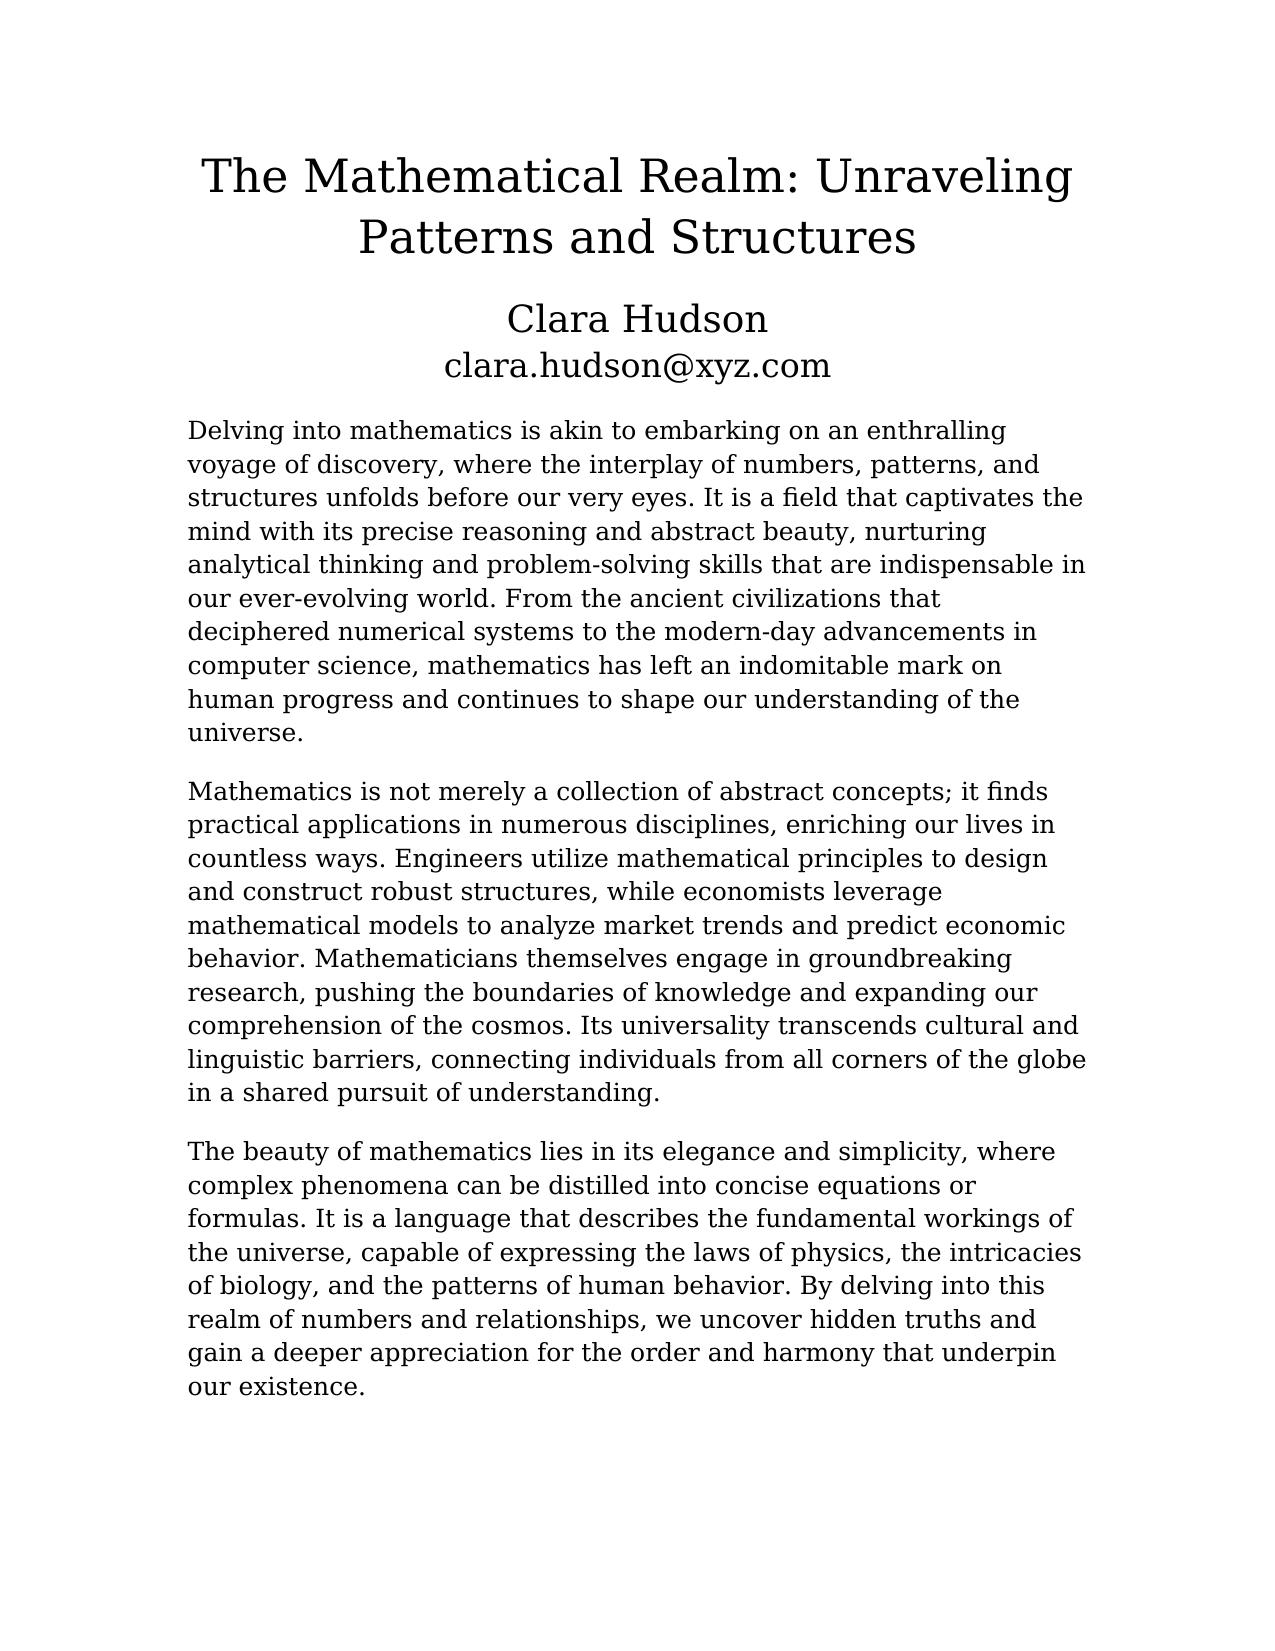 The Mathematical Realm: Unraveling
Patterns and Structures
Clara Hudson
clara.hudson@xyz.com
Delving into mathematics is akin to embarking on an enthralling
voyage of discovery, where the interplay of numbers, patterns, and
structures unfolds before our very eyes. It is a field that captivates the
mind with its precise reasoning and abstract beauty, nurturing
analytical thinking and problem-solving skills that are indispensable in
our ever-evolving world. From the ancient civilizations that
deciphered numerical systems to the modern-day advancements in
computer science, mathematics has left an indomitable mark on
human progress and continues to shape our understanding of the
universe.
Mathematics is not merely a collection of abstract concepts; it finds
practical applications in numerous disciplines, enriching our lives in
countless ways. Engineers utilize mathematical principles to design
and construct robust structures, while economists leverage
mathematical models to analyze market trends and predict economic
behavior. Mathematicians themselves engage in groundbreaking
research, pushing the boundaries of knowledge and expanding our
comprehension of the cosmos. Its universality transcends cultural and
linguistic barriers, connecting individuals from all corners of the globe
in a shared pursuit of understanding.
The beauty of mathematics lies in its elegance and simplicity, where
complex phenomena can be distilled into concise equations or
formulas. It is a language that describes the fundamental workings of
the universe, capable of expressing the laws of physics, the intricacies
of biology, and the patterns of human behavior. By delving into this
realm of numbers and relationships, we uncover hidden truths and
gain a deeper appreciation for the order and harmony that underpin
our existence.